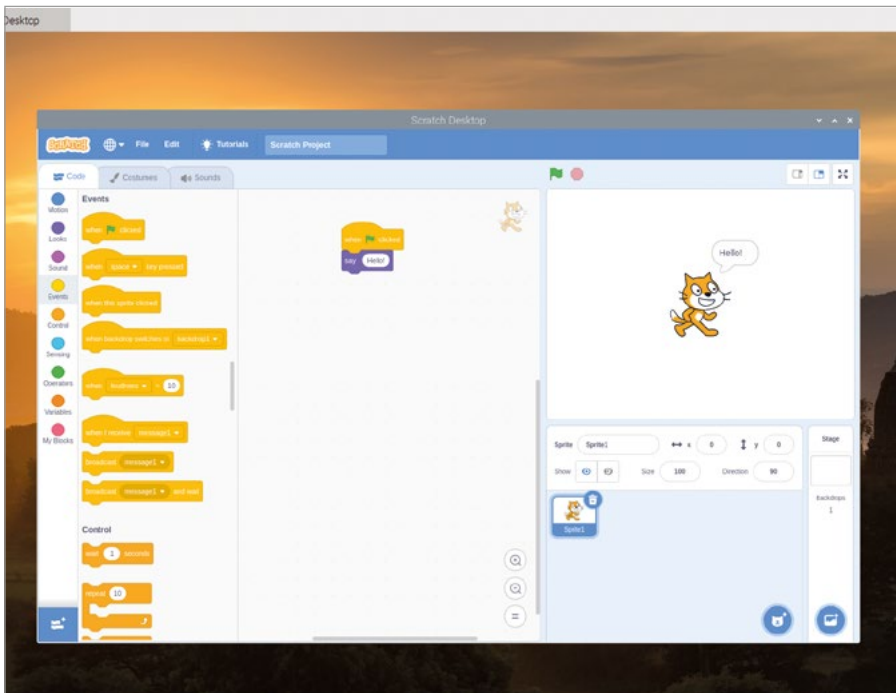 Desktop
Scratch Desktop
SCRATCH
File
Edit
Tutorials
Scratch Project
Code
Costumes
Sounds
Motion
Looks
Sound
Events
Control
Sensing
Operators
Variables
My Blocks
Events
when clicked
when space key pressed
when this sprite clicked
when backdrop switches to backdrop1
when loudness > 10
when I receive message1
broadcast message1
broadcast message1 and wait
Control
wait 1 seconds
repeat 10
when clicked
say Hello!
Hello!
Sprite Sprite1 x 0 y 0
Show Size 100 Direction 90
Sprite1
Stage
Backdrops
1